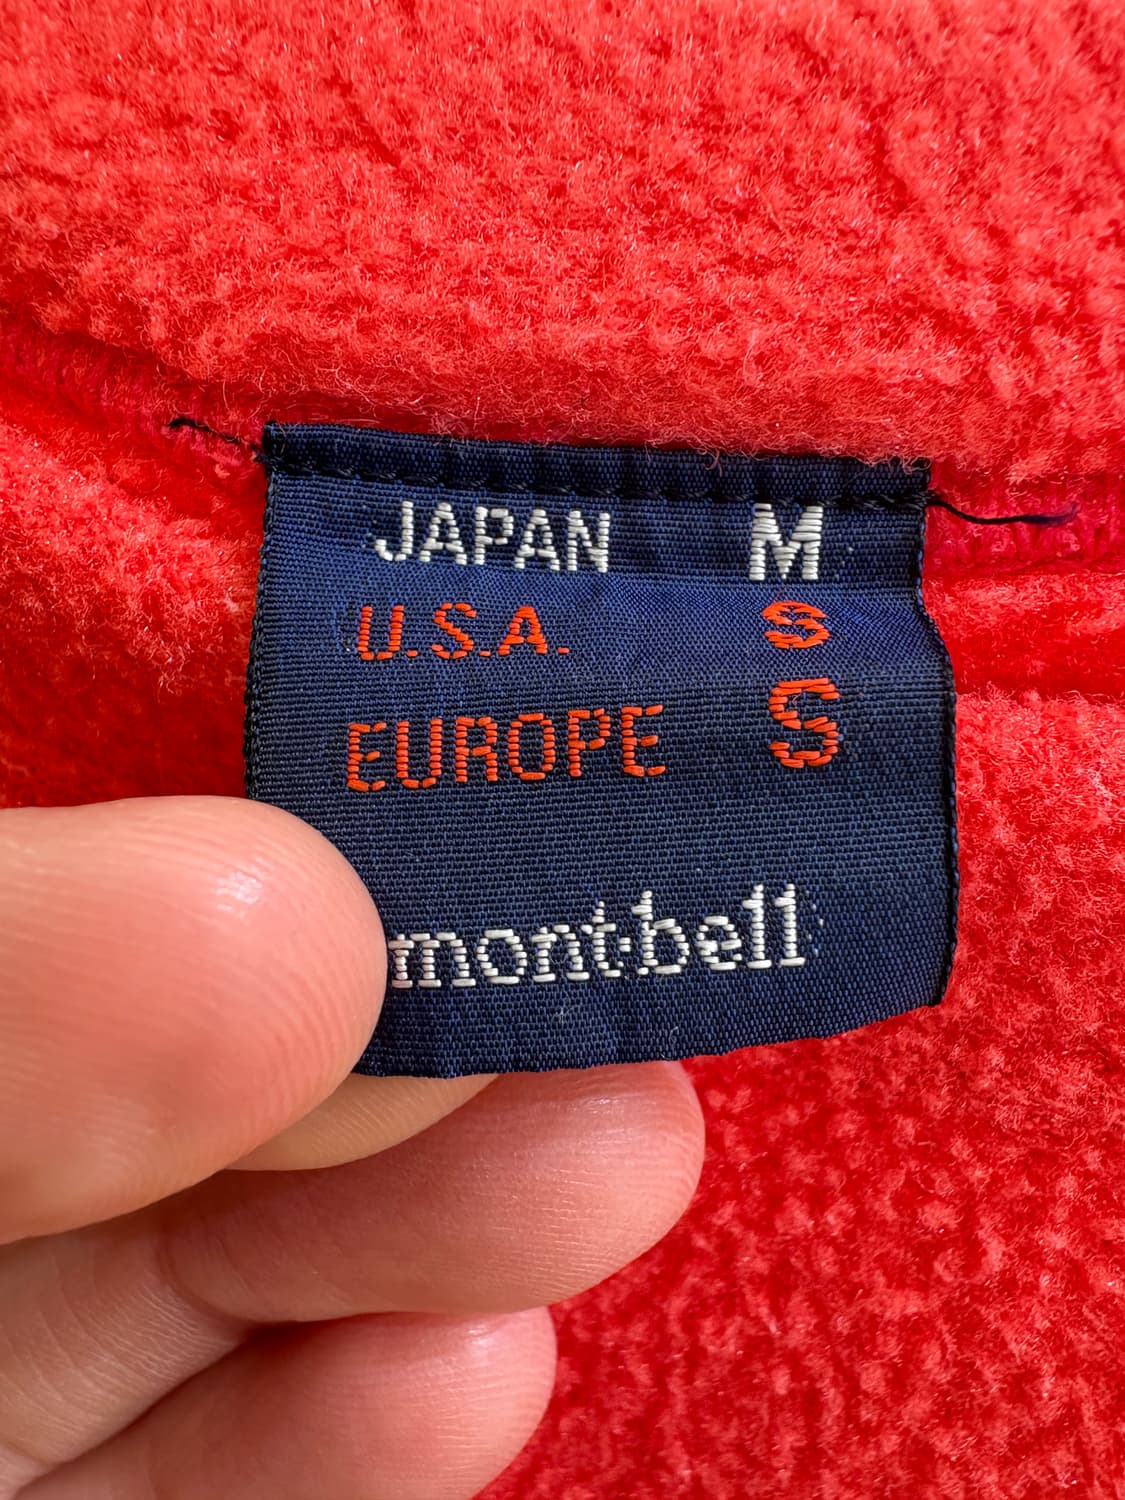 JAPAN M
U.S.A. S
EUROPE S
mont·bell